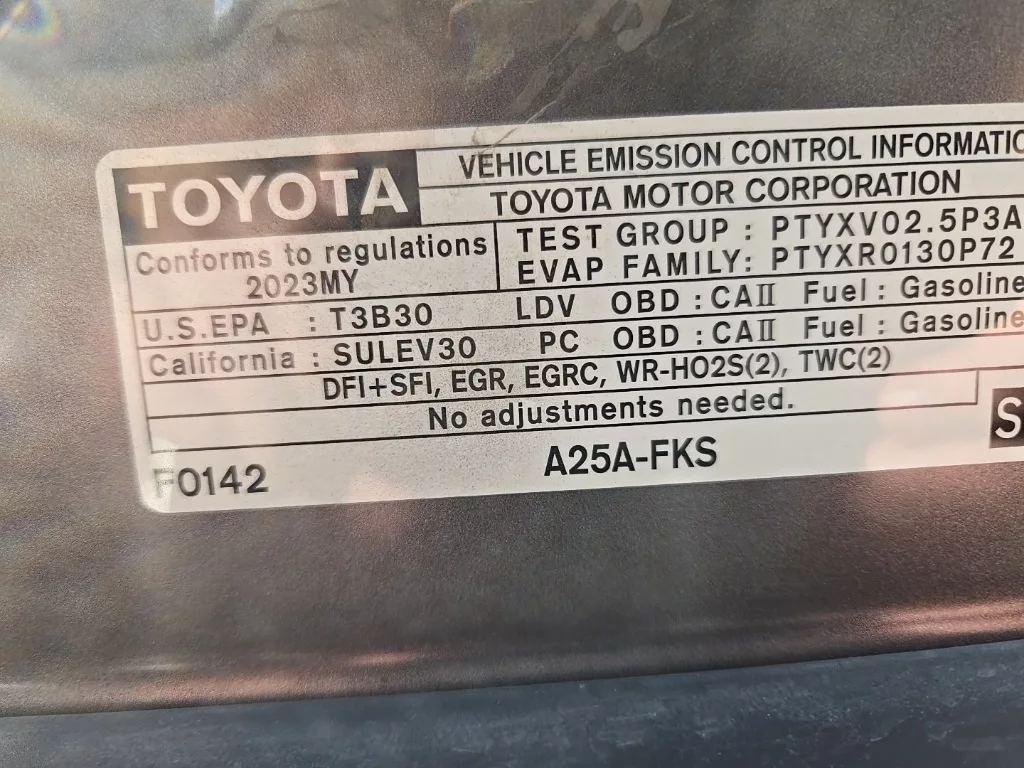 TOYOTA
VEHICLE EMISSION CONTROL INFORMATIO
TOYOTA MOTOR CORPORATION
Conforms to regulations
2023MY
TEST GROUP : PTYXV02.5P3A
EVAP FAMILY: PTYXR0130P72
U.S.EPA : T3B30 LDV OBD : CAII Fuel : Gasoline
California : SULEV30 PC OBD : CAII Fuel : Gasoline
DFI+SFI, EGR, EGRC, WR-HO2S(2), TWC(2)
No adjustments needed.
S
F0142
A25A-FKS